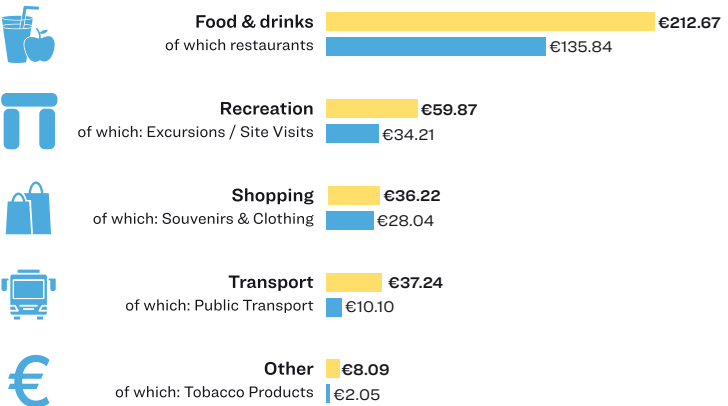 Food & drinks €212.67
of which restaurants €135.84
Recreation €59.87
of which: Excursions / Site Visits €34.21
Shopping €36.22
of which: Souvenirs & Clothing €28.04
Transport €37.24
of which: Public Transport €10.10
Other €8.09
of which: Tobacco Products €2.05
€